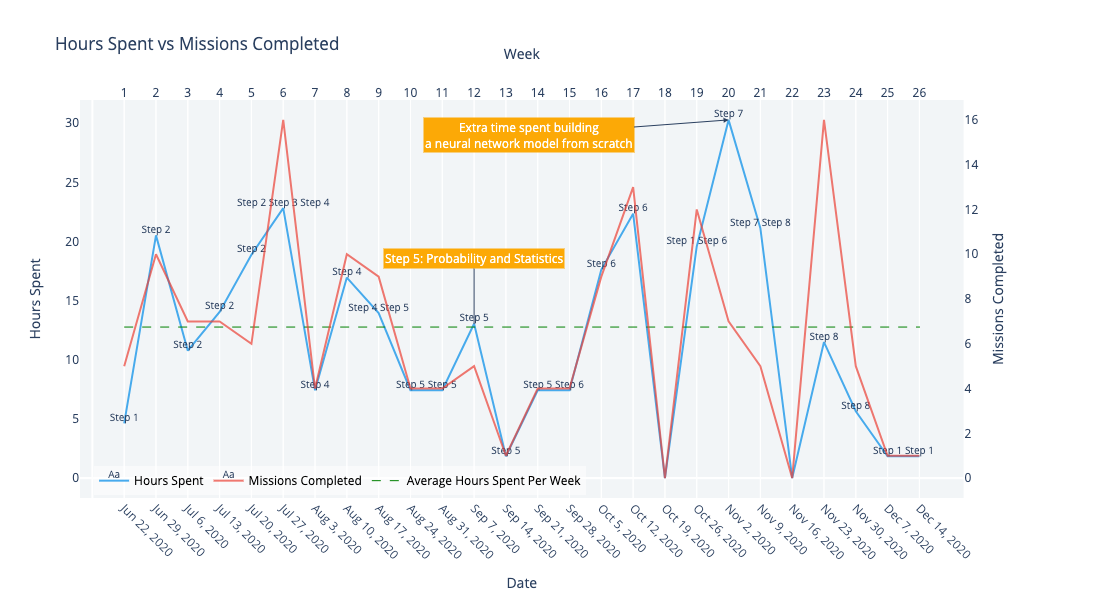 Hours Spent vs Missions Completed
Week
1 2 3 4 5 6 7 8 9 10 11 12 13 14 15 16 17 18 19 20 21 22 23 24 25 26
30
25
20
15
10
5
0
Hours Spent
16
14
12
10
8
6
4
2
0
Missions Completed
Extra time spent building
a neural network model from scratch
Step 5: Probability and Statistics
Step 1
Step 2
Step 2
Step 2
Step 2
Step 2 Step 3 Step 4
Step 4
Step 4
Step 4 Step 5
Step 5 Step 5
Step 5
Step 5
Step 5 Step 6
Step 6
Step 6
Step 1 Step 6
Step 7
Step 7 Step 8
Step 8
Step 8
Step 1 Step 1
Aa Hours Spent Aa Missions Completed Average Hours Spent Per Week
Jun 22, 2020
Jun 29, 2020
Jul 6, 2020
Jul 13, 2020
Jul 20, 2020
Jul 27, 2020
Aug 3, 2020
Aug 10, 2020
Aug 17, 2020
Aug 24, 2020
Aug 31, 2020
Sep 7, 2020
Sep 14, 2020
Sep 21, 2020
Sep 28, 2020
Oct 5, 2020
Oct 12, 2020
Oct 19, 2020
Oct 26, 2020
Nov 2, 2020
Nov 9, 2020
Nov 16, 2020
Nov 23, 2020
Nov 30, 2020
Dec 7, 2020
Dec 14, 2020
Date